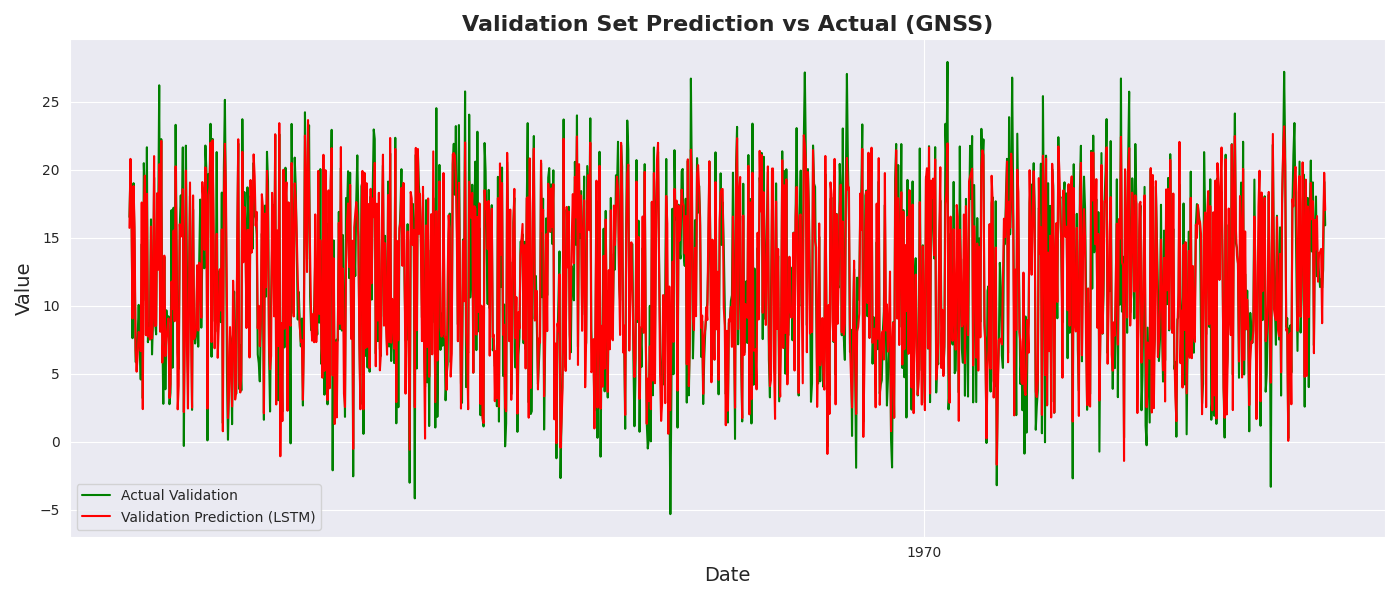 Validation Set Prediction vs Actual (GNSS)
Value
25
20
15
10
5
0
−5
Actual Validation
Validation Prediction (LSTM)
1970
Date